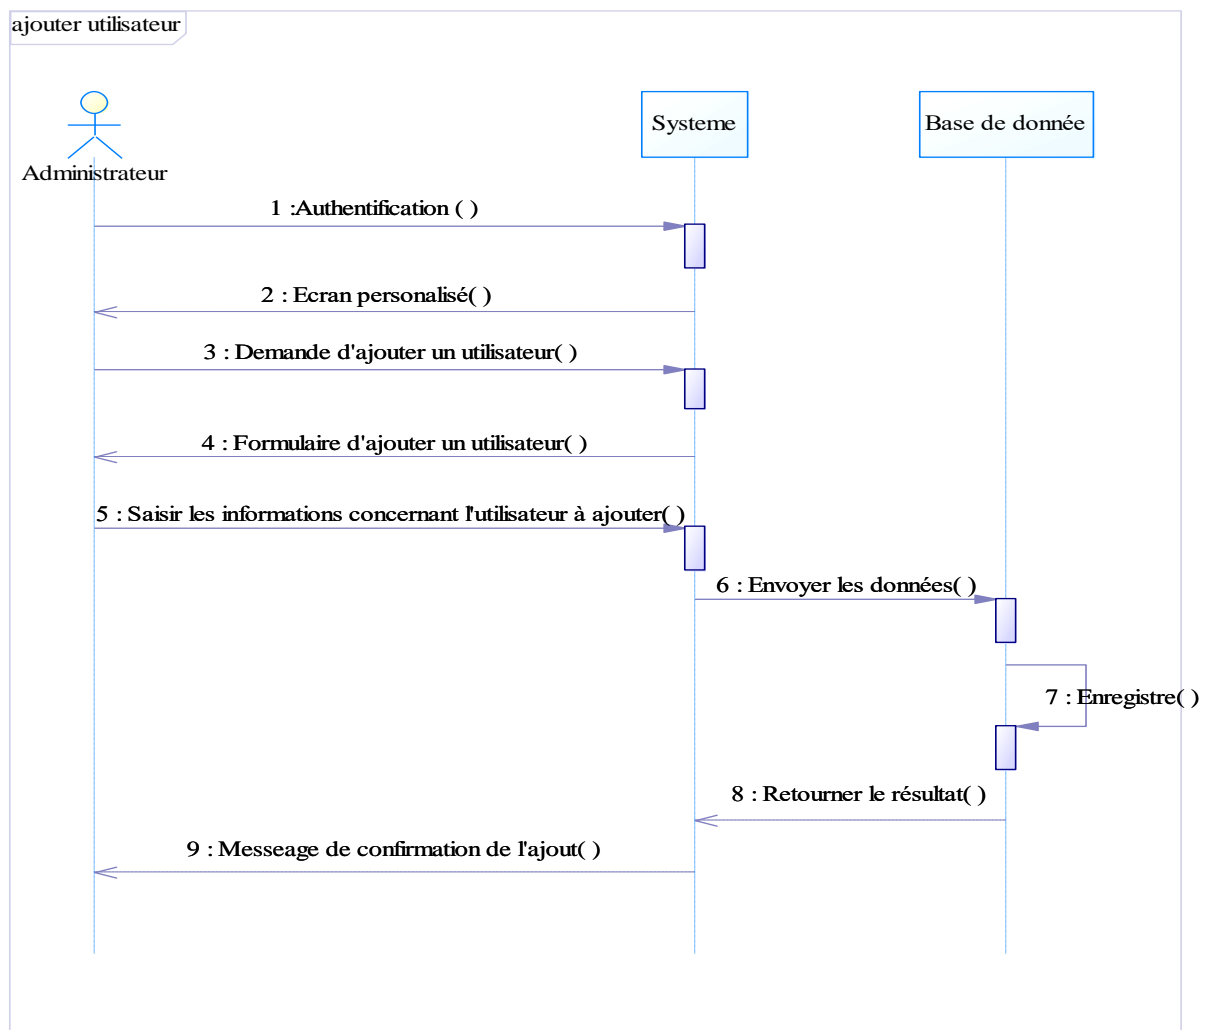 ajouter utilisateur
Administrateur
Systeme
Base de donnée
1 :Authentification ( )
2 : Ecran personalisé( )
3 : Demande d'ajouter un utilisateur( )
4 : Formulaire d'ajouter un utilisateur( )
5 : Saisir les informations concernant l'utilisateur à ajouter( )
6 : Envoyer les données( )
7 : Enregistre( )
8 : Retourner le résultat( )
9 : Messeage de confirmation de l'ajout( )